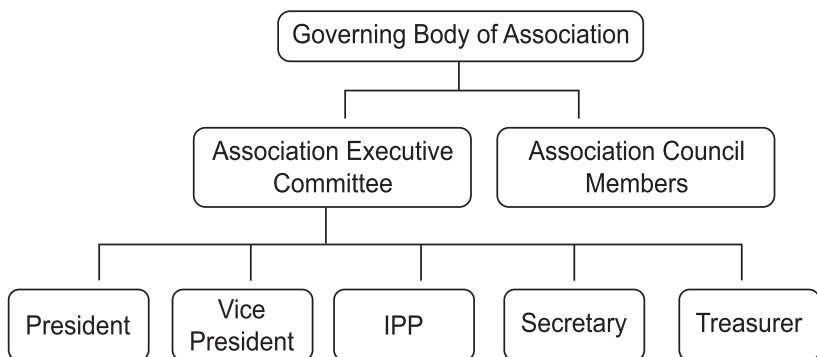 Governing Body of Association
Association Executive
Committee
Association Council
Members
President
Vice
President
IPP
Secretary
Treasurer